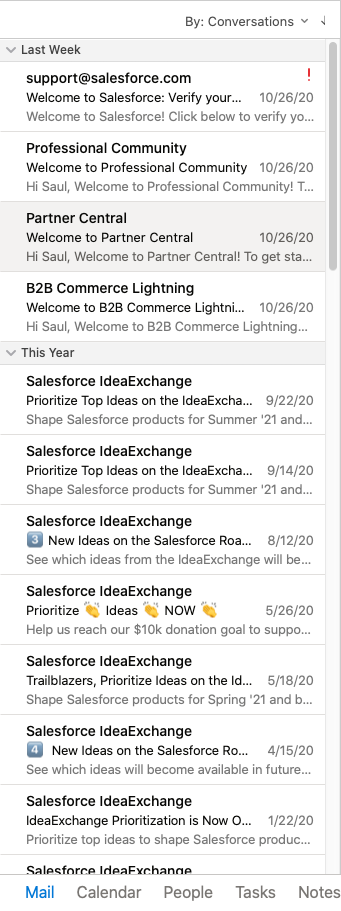 By: Conversations
Last Week
support@salesforce.com !
Welcome to Salesforce: Verify your... 10/26/20
Welcome to Salesforce! Click below to verify yo...
Professional Community
Welcome to Professional Community 10/26/20
Hi Saul, Welcome to Professional Community! T...
Partner Central
Welcome to Partner Central 10/26/20
Hi Saul, Welcome to Partner Central! To get sta...
B2B Commerce Lightning
Welcome to B2B Commerce Lightni... 10/26/20
Hi Saul, Welcome to B2B Commerce Lightning...
This Year
Salesforce IdeaExchange
Prioritize Top Ideas on the IdeaExcha... 9/22/20
Shape Salesforce products for Summer '21 and...
Salesforce IdeaExchange
Prioritize Top Ideas on the IdeaExcha... 9/14/20
Shape Salesforce products for Summer '21 and...
Salesforce IdeaExchange
3 New Ideas on the Salesforce Roa... 8/12/20
See which ideas from the IdeaExchange will be...
Salesforce IdeaExchange
Prioritize 👏 Ideas 👏 NOW 👏 5/26/20
Help us reach our $10k donation goal to suppo...
Salesforce IdeaExchange
Trailblazers, Prioritize Ideas on the Id... 5/18/20
Shape Salesforce products for Spring '21 and b...
Salesforce IdeaExchange
4 New Ideas on the Salesforce Ro... 4/15/20
See which ideas will become available in future...
Salesforce IdeaExchange
IdeaExchange Prioritization is Now O... 1/22/20
Prioritize top ideas to shape Salesforce produc...
Salesforce IdeaExchange
Mail Calendar People Tasks Notes